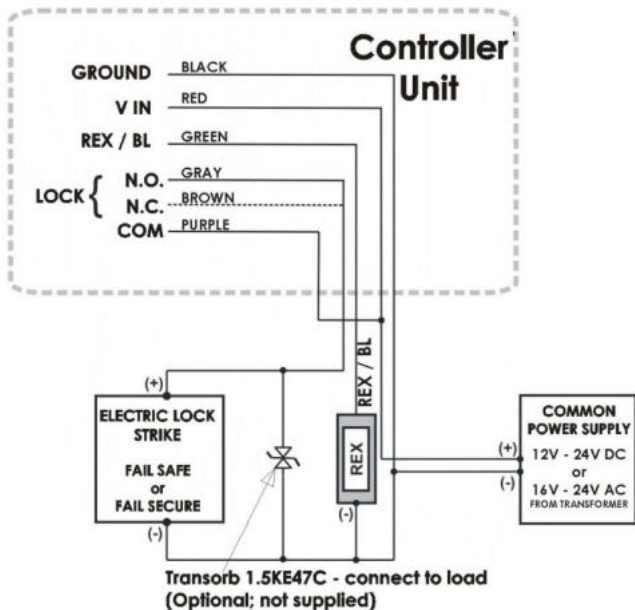 Controller
Unit
GROUND BLACK
V IN RED
REX / BL GREEN
LOCK { N.O. GRAY
N.C. BROWN
COM PURPLE
REX / BL
(+)
ELECTRIC LOCK
STRIKE
FAIL SAFE
or
FAIL SECURE
(-)
REX
(-)
COMMON
POWER SUPPLY
(+) 12V - 24V DC
or
(-) 16V - 24V AC
FROM TRANSFORMER
Transorb 1.5KE47C - connect to load
(Optional; not supplied)